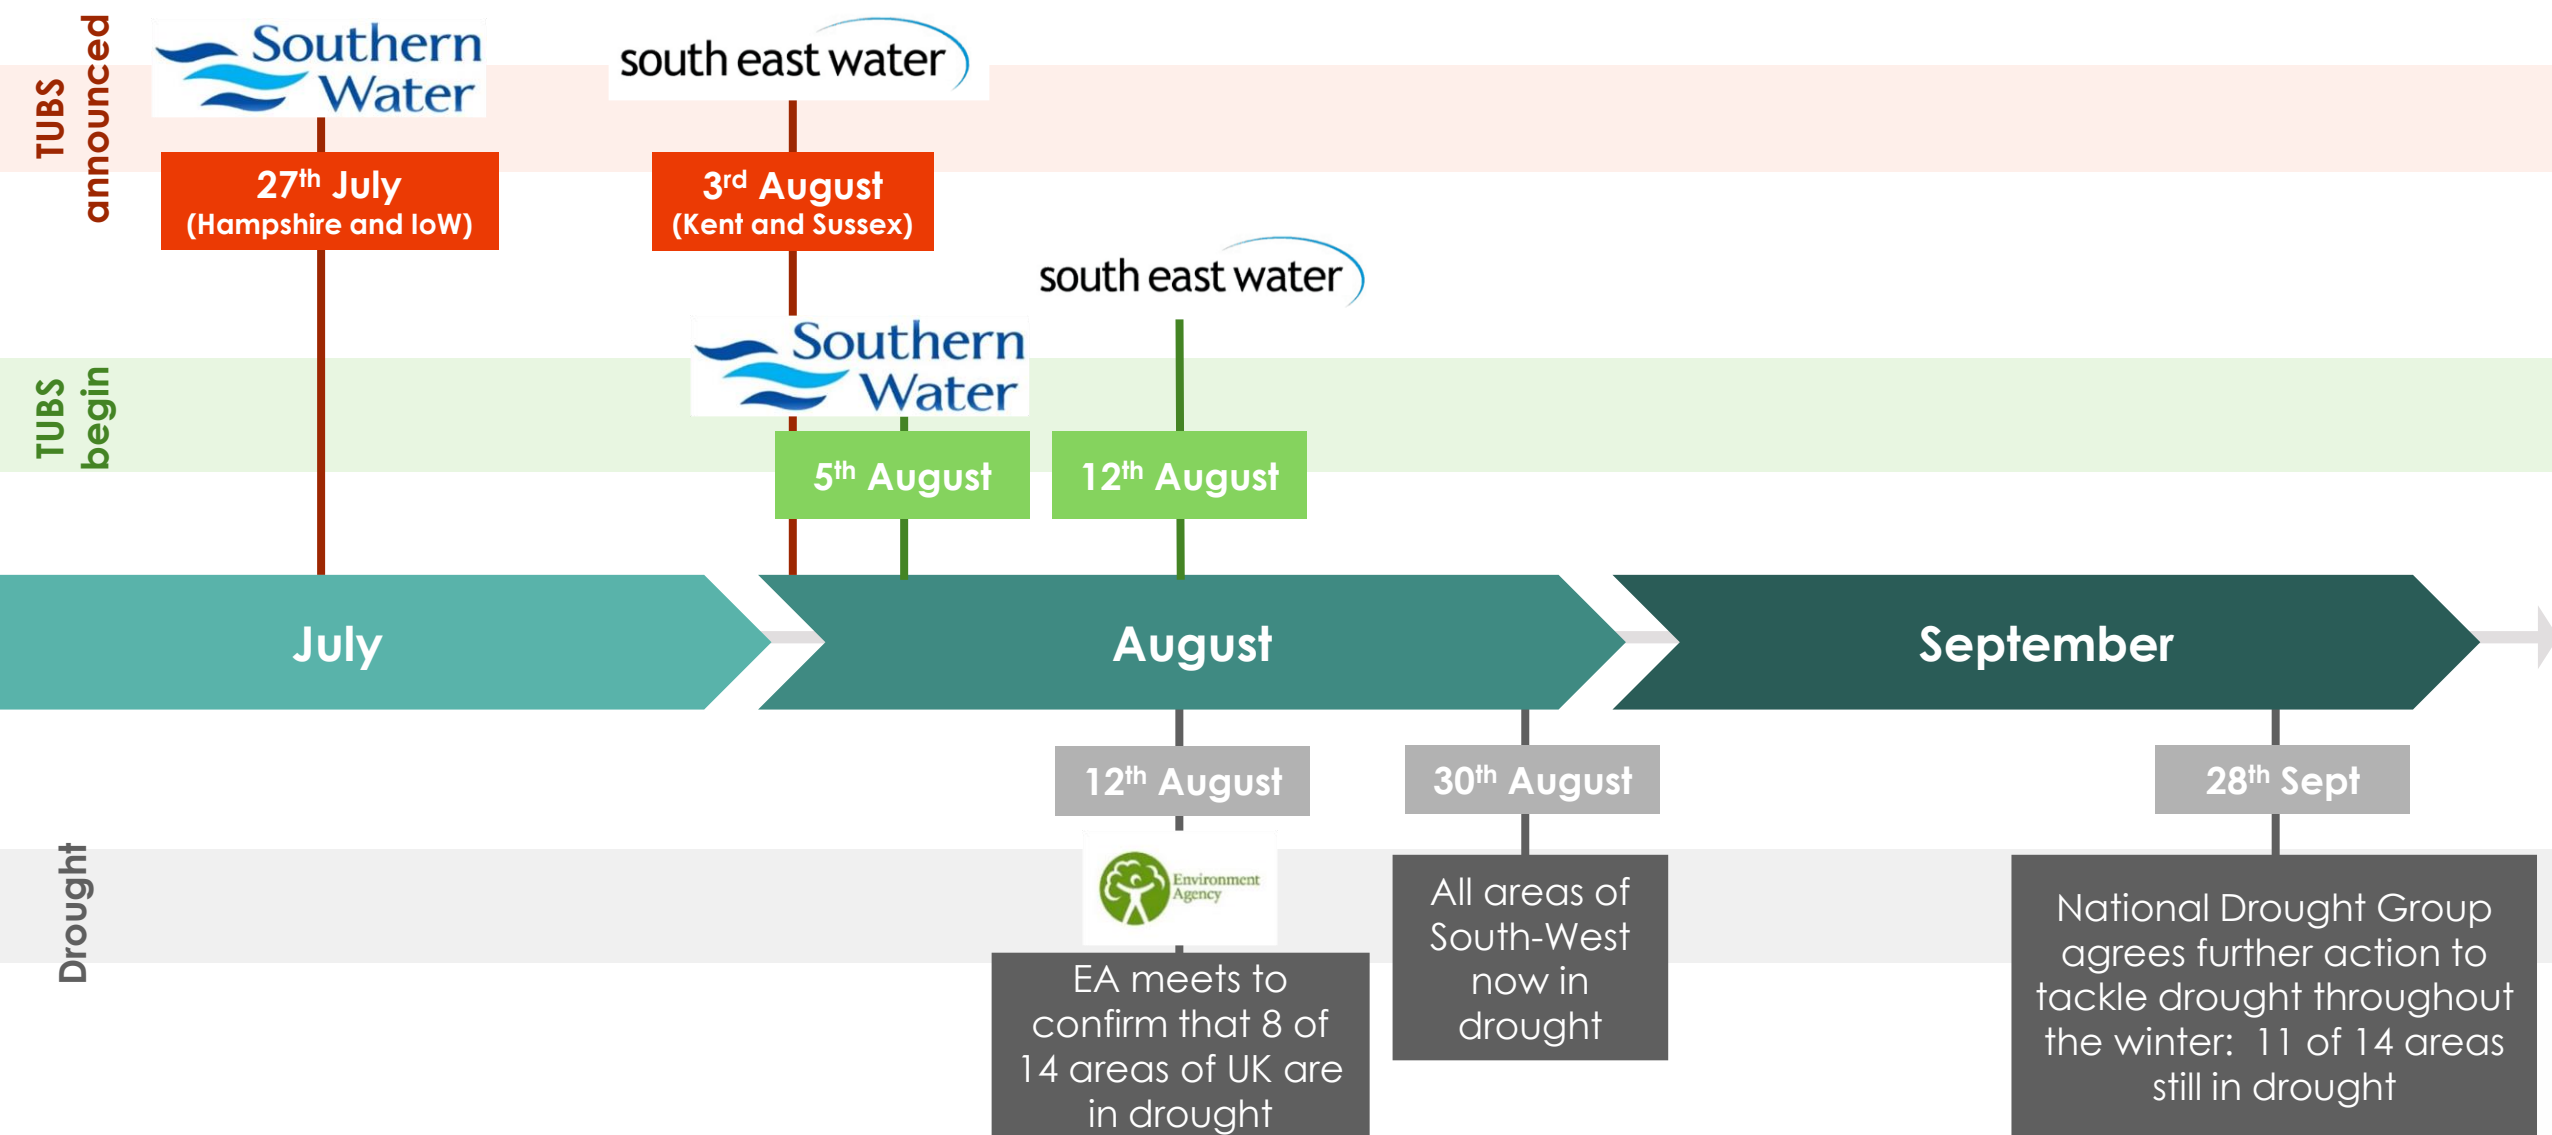 TUBS
announced
Southern
Water
27th July
(Hampshire and IoW)
south east water
3rd August
(Kent and Sussex)
TUBS
begin
Southern
Water
5th August
south east water
12th August
July
August
September
Drought
12th August
Environment
Agency
EA meets to
confirm that 8 of
14 areas of UK are
in drought
30th August
All areas of
South-West
now in
drought
28th Sept
National Drought Group
agrees further action to
tackle drought throughout
the winter:  11 of 14 areas
still in drought